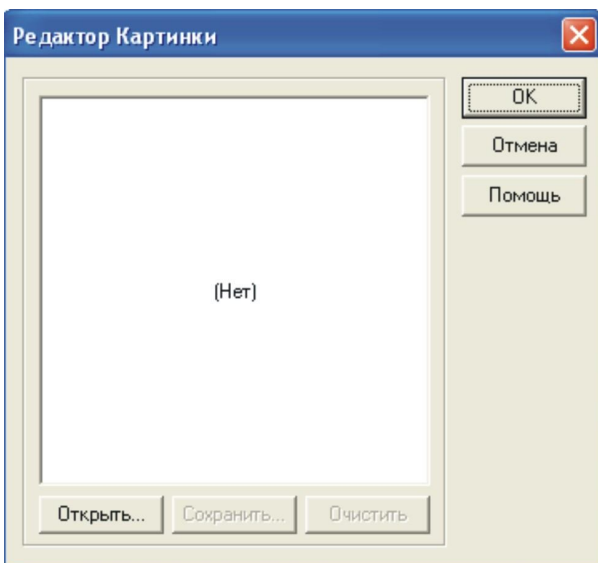 Редактор Картинки
OK
Отмена
Помощь
(Нет)
Открыть...
Сохранить...
Очистить